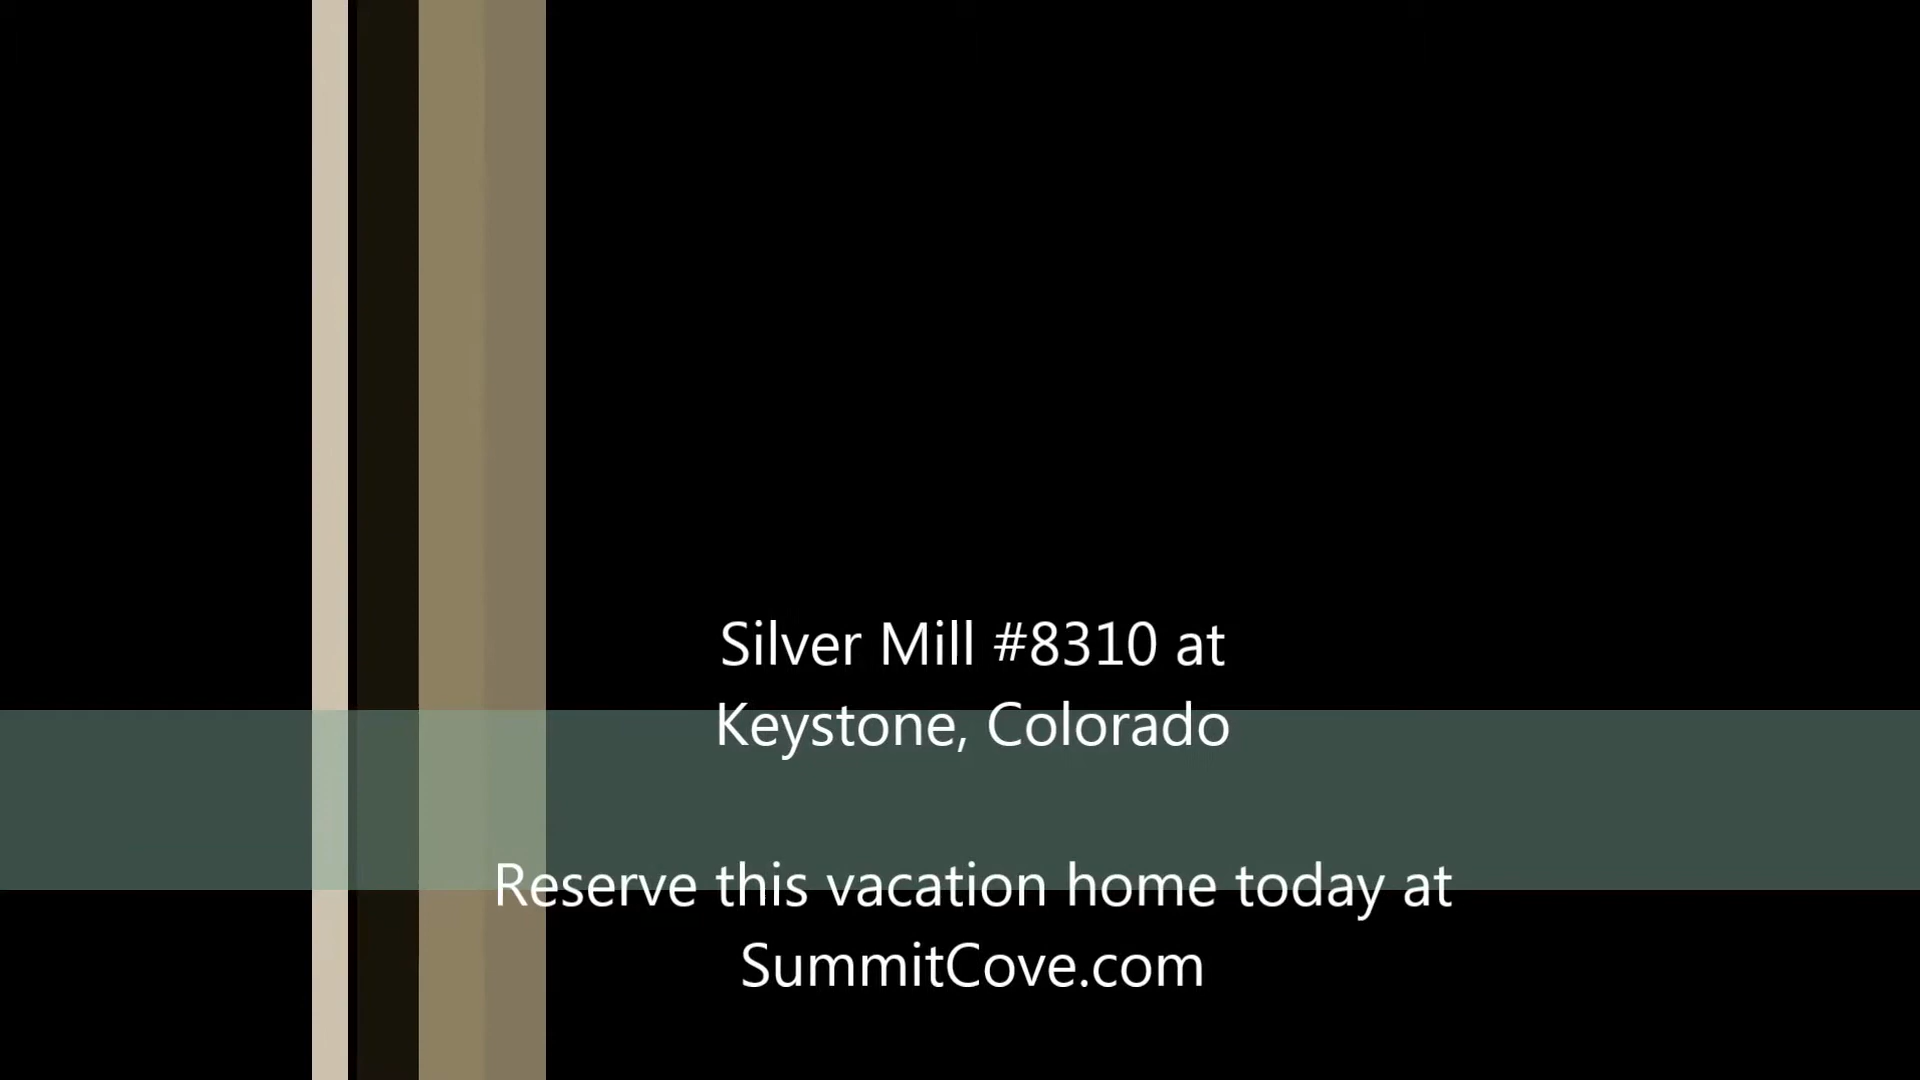 Silver Mill #8310 at
Keystone, Colorado
Reserve this vacation home today at
SummitCove.com